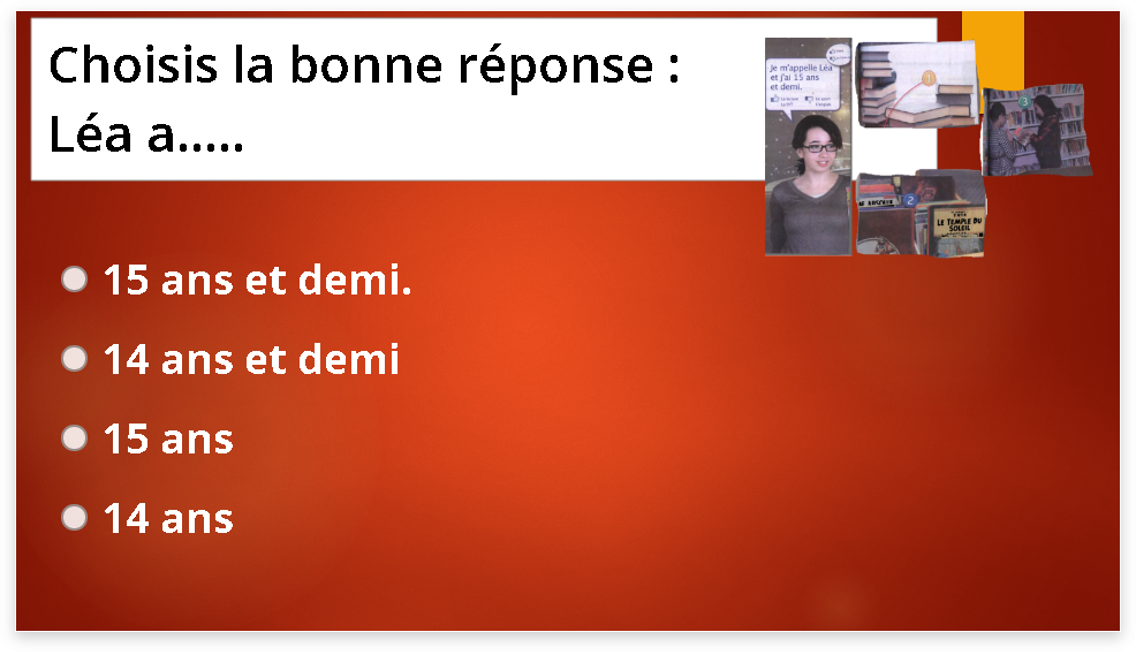 Choisis la bonne réponse :
Léa a.....
Je m'appelle Léa
et j'ai 15 ans
et demi.
1
3
2
LE TEMPLE DU
SOLEIL
15 ans et demi.
14 ans et demi
15 ans
14 ans